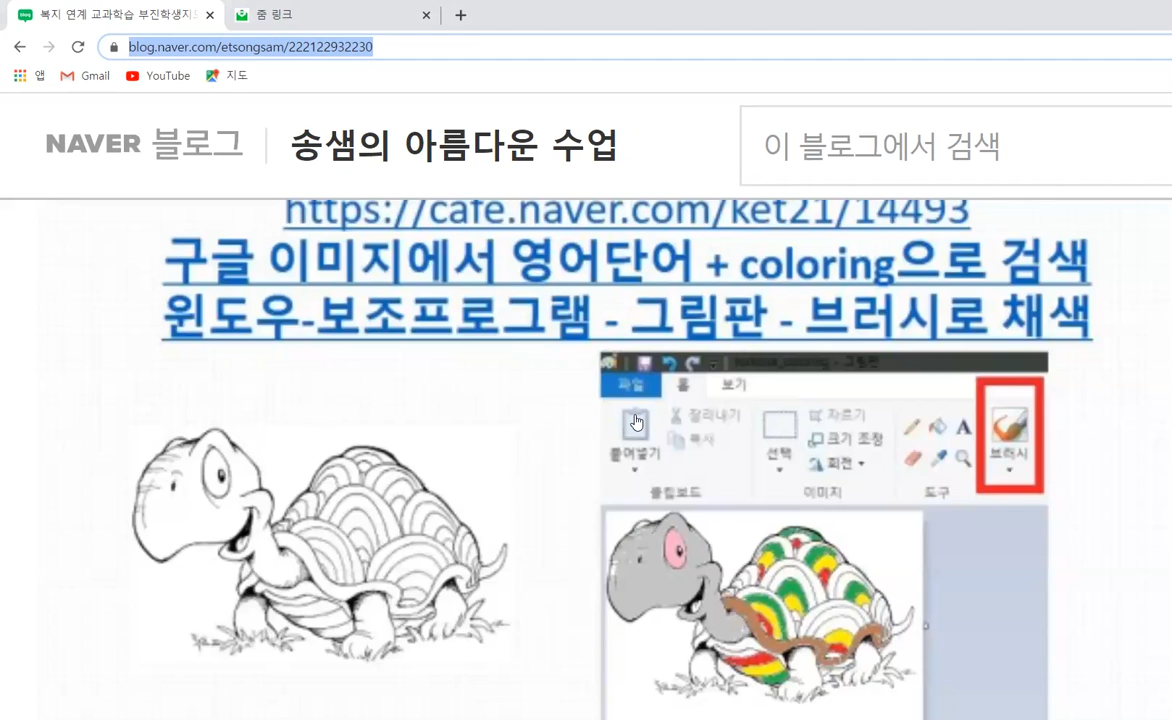 복지 연계 교과학습 부진학생지도
줌 링크
blog.naver.com/etsongsam/222122932230
앱 Gmail YouTube 지도
NAVER 블로그 송샘의 아름다운 수업 이 블로그에서 검색
https://cafe.naver.com/ket21/14493
구글 이미지에서 영어단어 + coloring으로 검색
윈도우-보조프로그램 - 그림판 - 브러시로 채색
그림판
파일 홈 보기
잘라내기 자르기
복사 크기 조정
붙여넣기 선택 회전 A 브러시
클립보드 이미지 도구